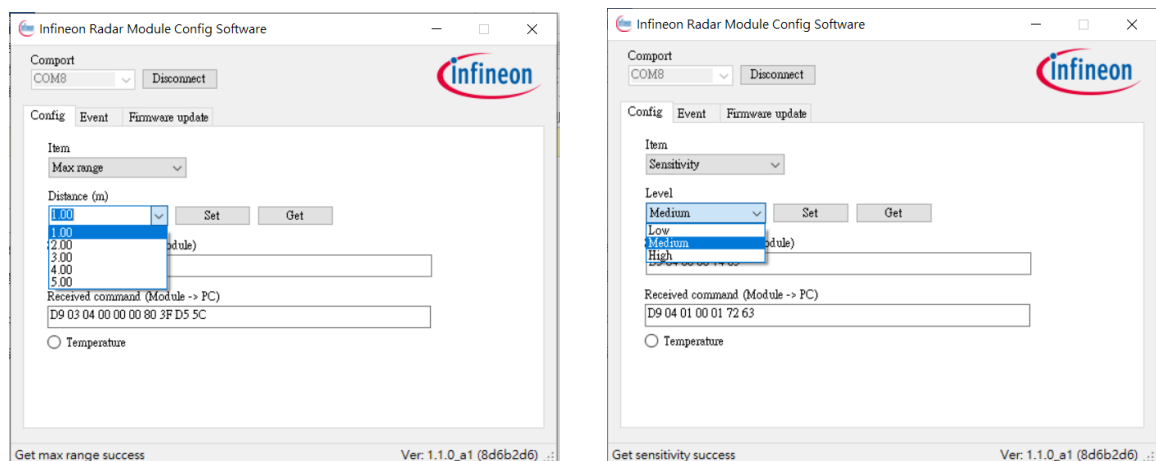 Infineon Radar Module Config Software
Comport
COM8
Disconnect
infineon
Config
Event
Firmware update
Item
Max range
Distance (m)
1.00
Set
Get
1.00
2.00
3.00
4.00
5.00
odule)
Received command (Module -> PC)
D9 03 04 00 00 00 80 3F D5 5C
Temperature
Get max range success
Ver: 1.1.0_a1 (8d6b2d6)
Infineon Radar Module Config Software
Comport
COM8
Disconnect
infineon
Config
Event
Firmware update
Item
Sensitivity
Level
Medium
Set
Get
Low
Medium
High
odule)
Received command (Module -> PC)
D9 04 01 00 01 72 63
Temperature
Get sensitivity success
Ver: 1.1.0_a1 (8d6b2d6)